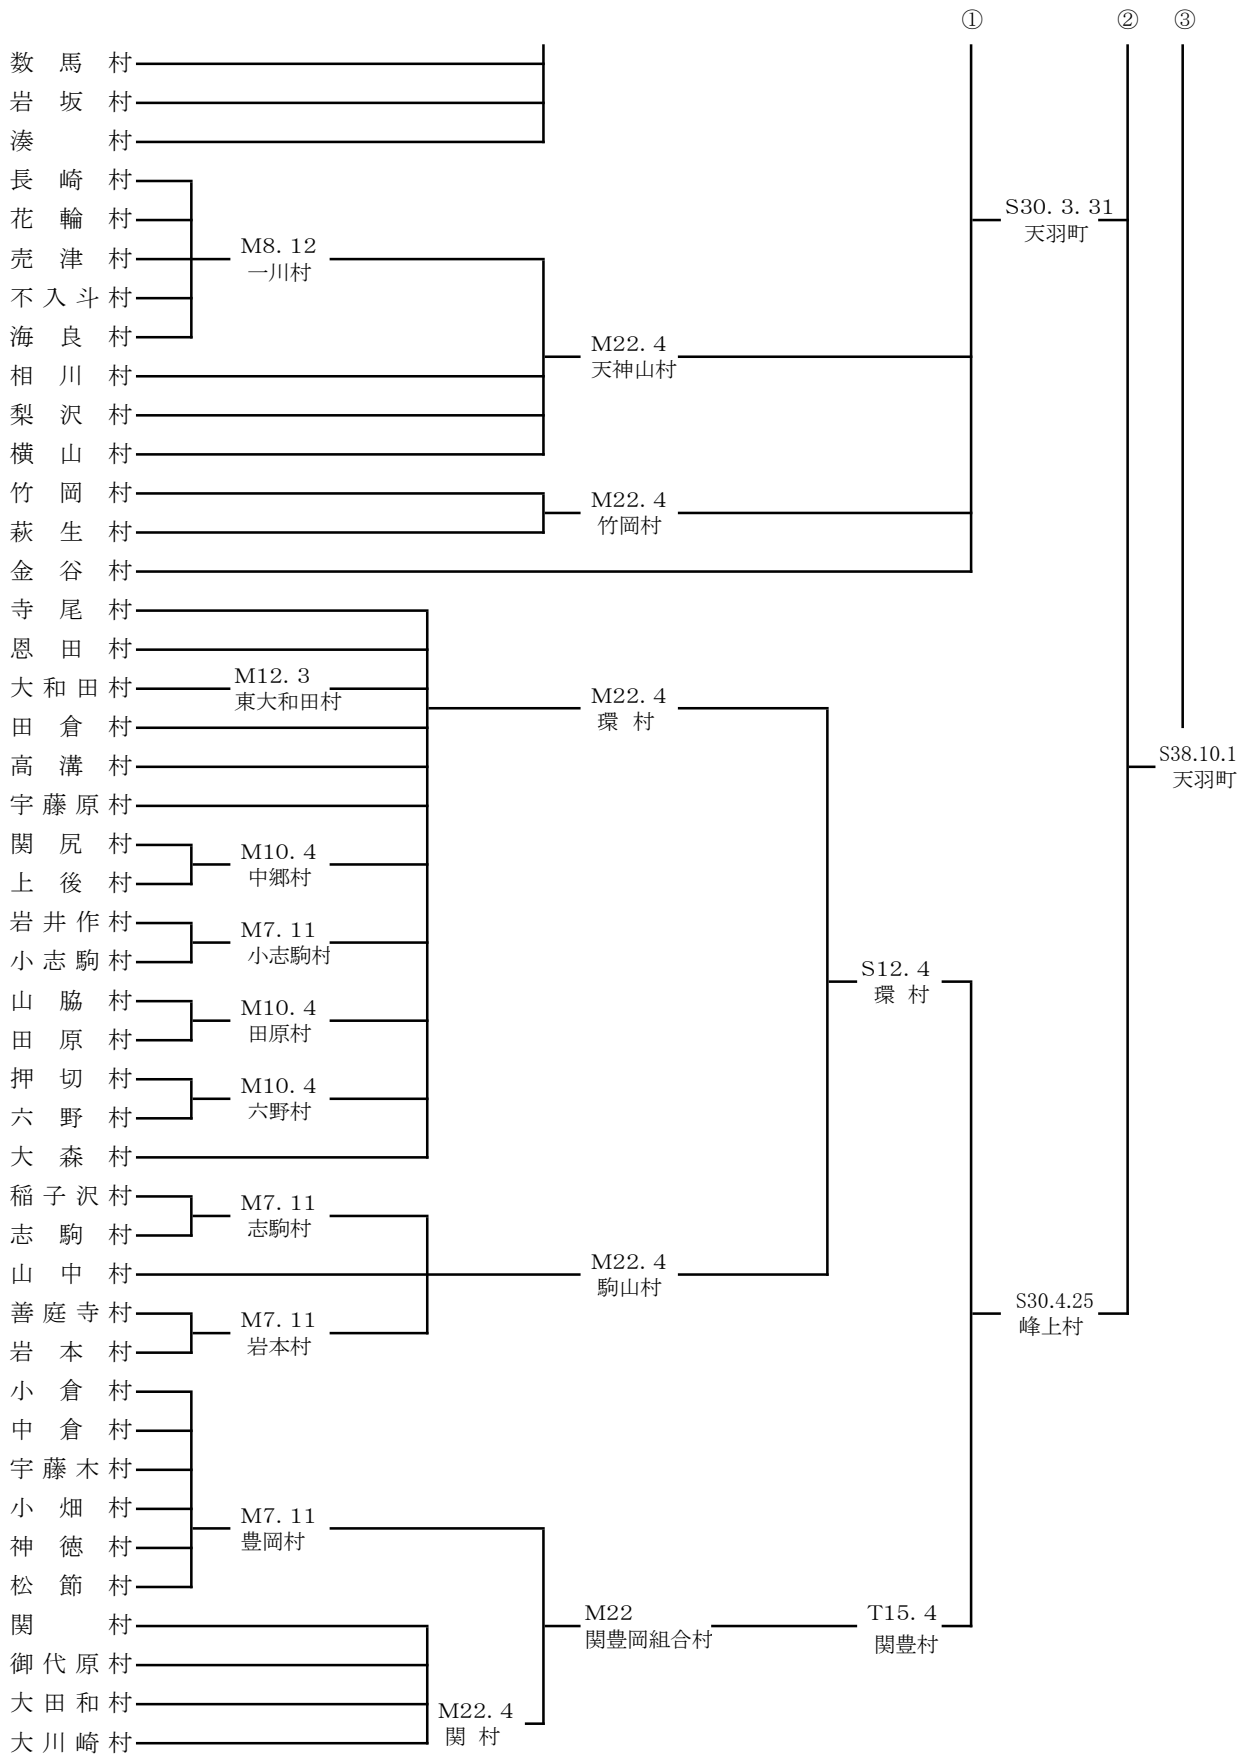 ① ② ③
数馬村
岩坂村
湊村
長崎村
花輪村
売津村
不入斗村
海良村
M8. 12
一川村
相川村
梨沢村
横山村
M22. 4
天神山村
竹岡村
萩生村
M22. 4
竹岡村
金谷村
S30. 3. 31
天羽町
寺尾村
恩田村
大和田村
M12. 3
東大和田村
田倉村
高溝村
宇藤原村
関尻村
上後村
M10. 4
中郷村
岩井作村
小志駒村
M7. 11
小志駒村
山脇村
田原村
M10. 4
田原村
押切村
六野村
M10. 4
六野村
大森村
M22. 4
環村
稲子沢村
志駒村
M7. 11
志駒村
山中村
善庭寺村
岩本村
M7. 11
岩本村
M22. 4
駒山村
S12. 4
環村
小倉村
中倉村
宇藤木村
小畑村
神徳村
松節村
M7. 11
豊岡村
関村
御代原村
大田和村
大川崎村
M22. 4
関村
M22
関豊岡組合村
T15. 4
関豊村
S30.4.25
峰上村
S38.10.1
天羽町